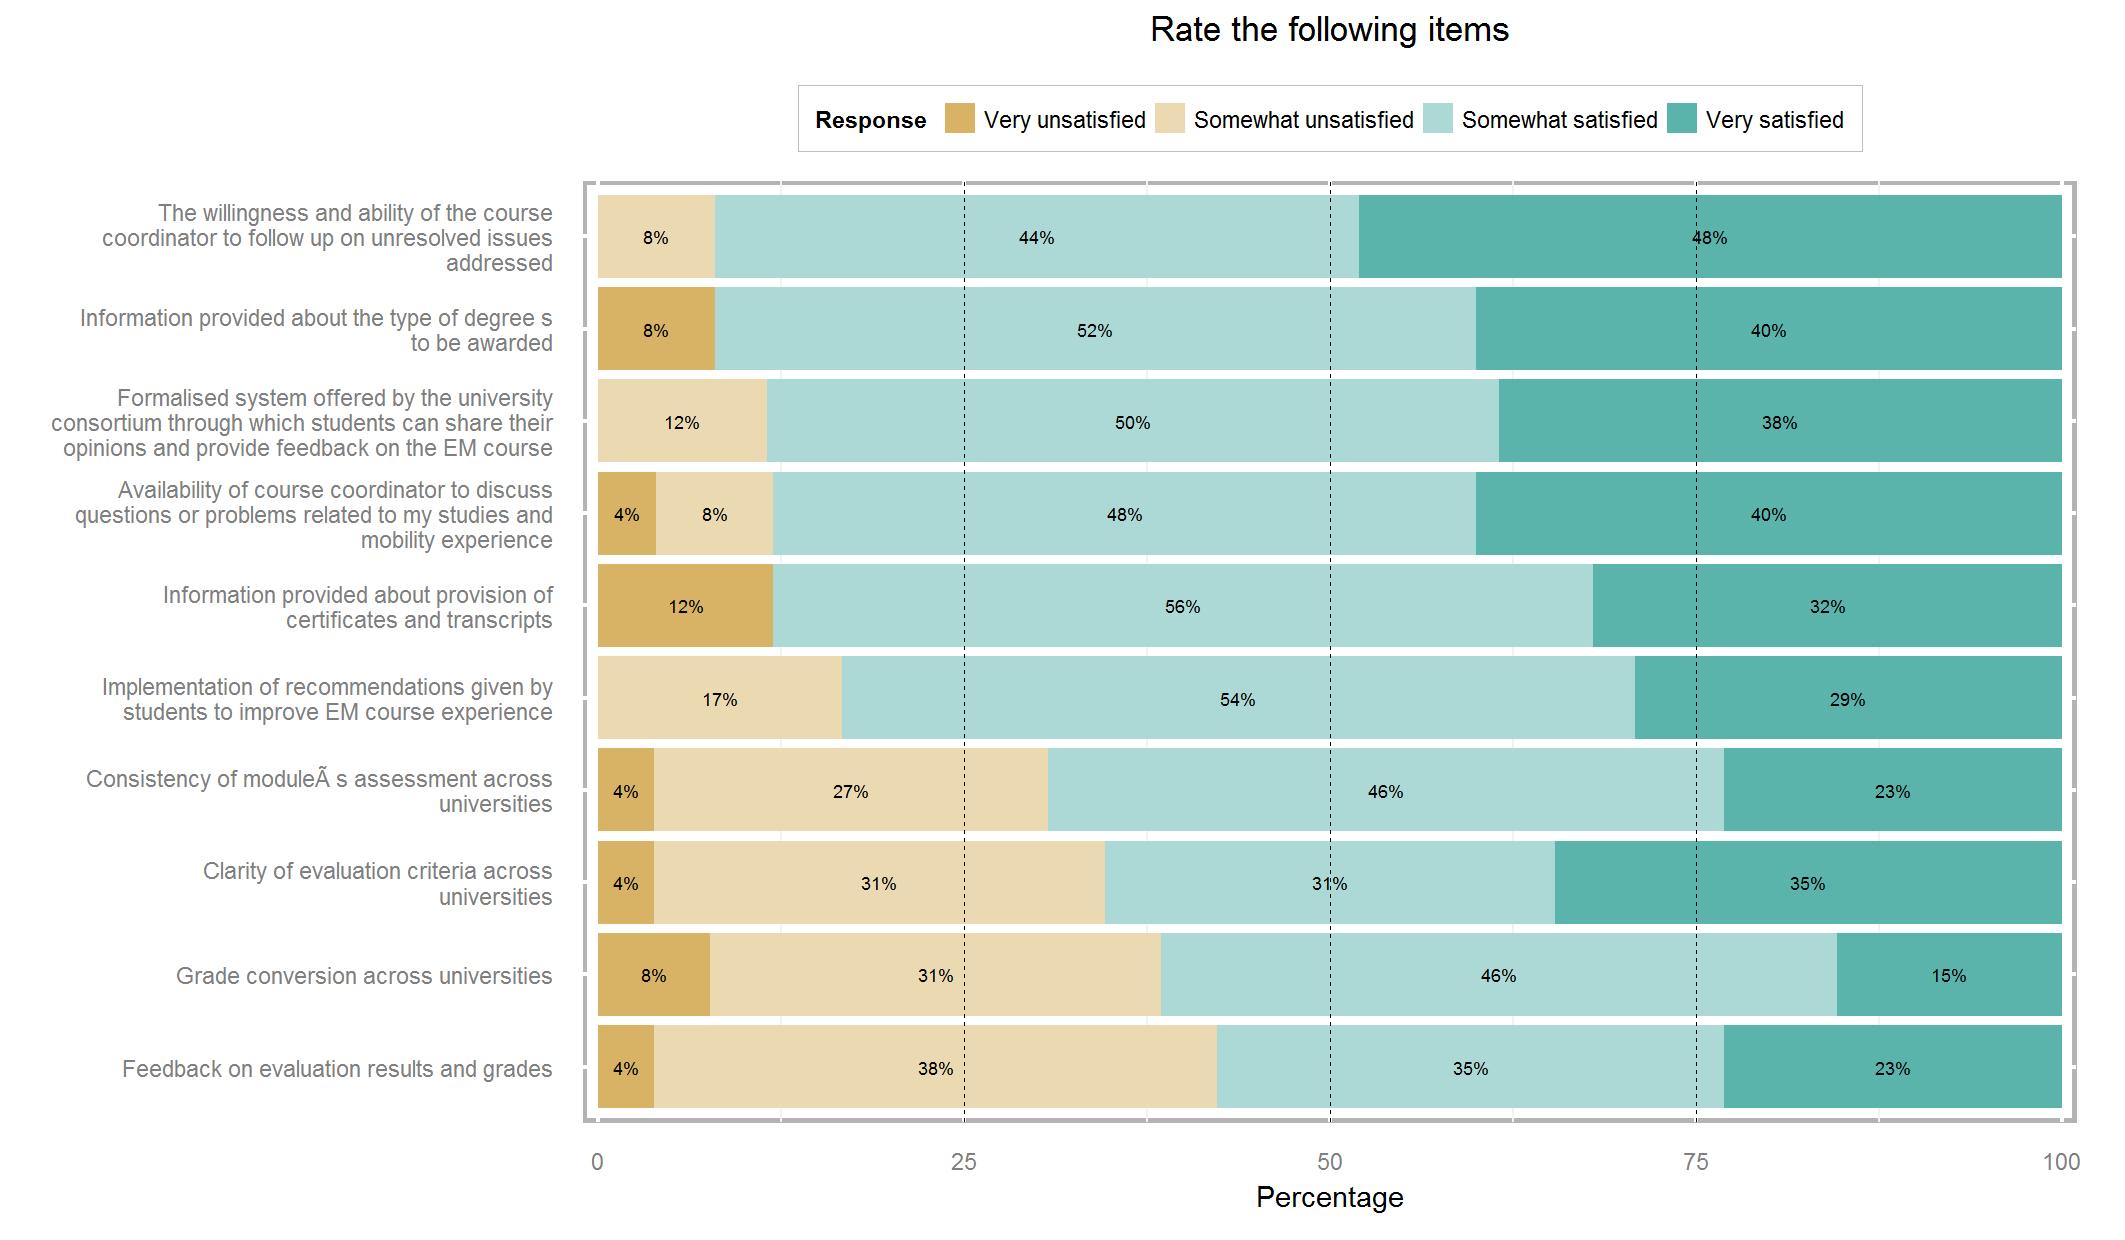 Rate the following items
Response Very unsatisfied Somewhat unsatisfied Somewhat satisfied Very satisfied
The willingness and ability of the course
coordinator to follow up on unresolved issues
addressed
8% 44% 48%
Information provided about the type of degree s
to be awarded
8% 52% 40%
Formalised system offered by the university
consortium through which students can share their
opinions and provide feedback on the EM course
12% 50% 38%
Availability of course coordinator to discuss
questions or problems related to my studies and
mobility experience
4% 8% 48% 40%
Information provided about provision of
certificates and transcripts
12% 56% 32%
Implementation of recommendations given by
students to improve EM course experience
17% 54% 29%
Consistency of moduleÃ s assessment across
universities
4% 27% 46% 23%
Clarity of evaluation criteria across
universities
4% 31% 31% 35%
Grade conversion across universities
8% 31% 46% 15%
Feedback on evaluation results and grades
4% 38% 35% 23%
0 25 50 75 100
Percentage